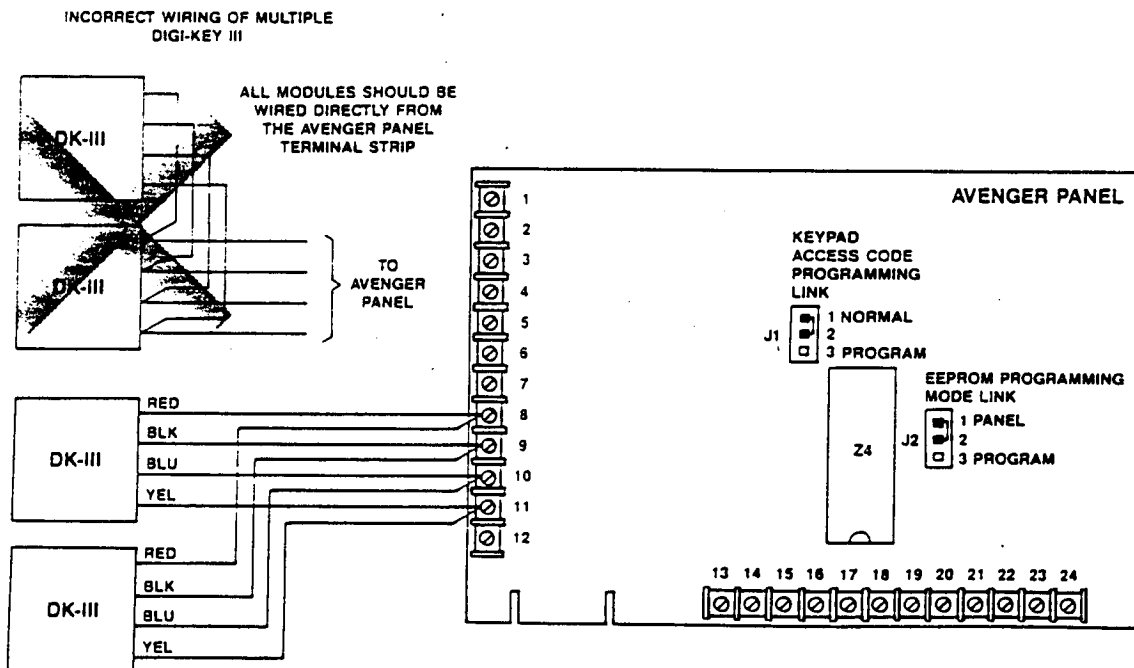 INCORRECT WIRING OF MULTIPLE
DIGI-KEY III
DK-III
ALL MODULES SHOULD BE
WIRED DIRECTLY FROM
THE AVENGER PANEL
TERMINAL STRIP
DK-III
TO
AVENGER
PANEL
DK-III
RED
BLK
BLU
YEL
DK-III
RED
BLK
BLU
YEL
AVENGER PANEL
1
2
3
4
5
6
7
8
9
10
11
12
KEYPAD
ACCESS CODE
PROGRAMMING
LINK
J1
1 NORMAL
2
3 PROGRAM
EEPROM PROGRAMMING
MODE LINK
J2
1 PANEL
2
3 PROGRAM
Z4
13 14 15 16 17 18 19 20 21 22 23 24